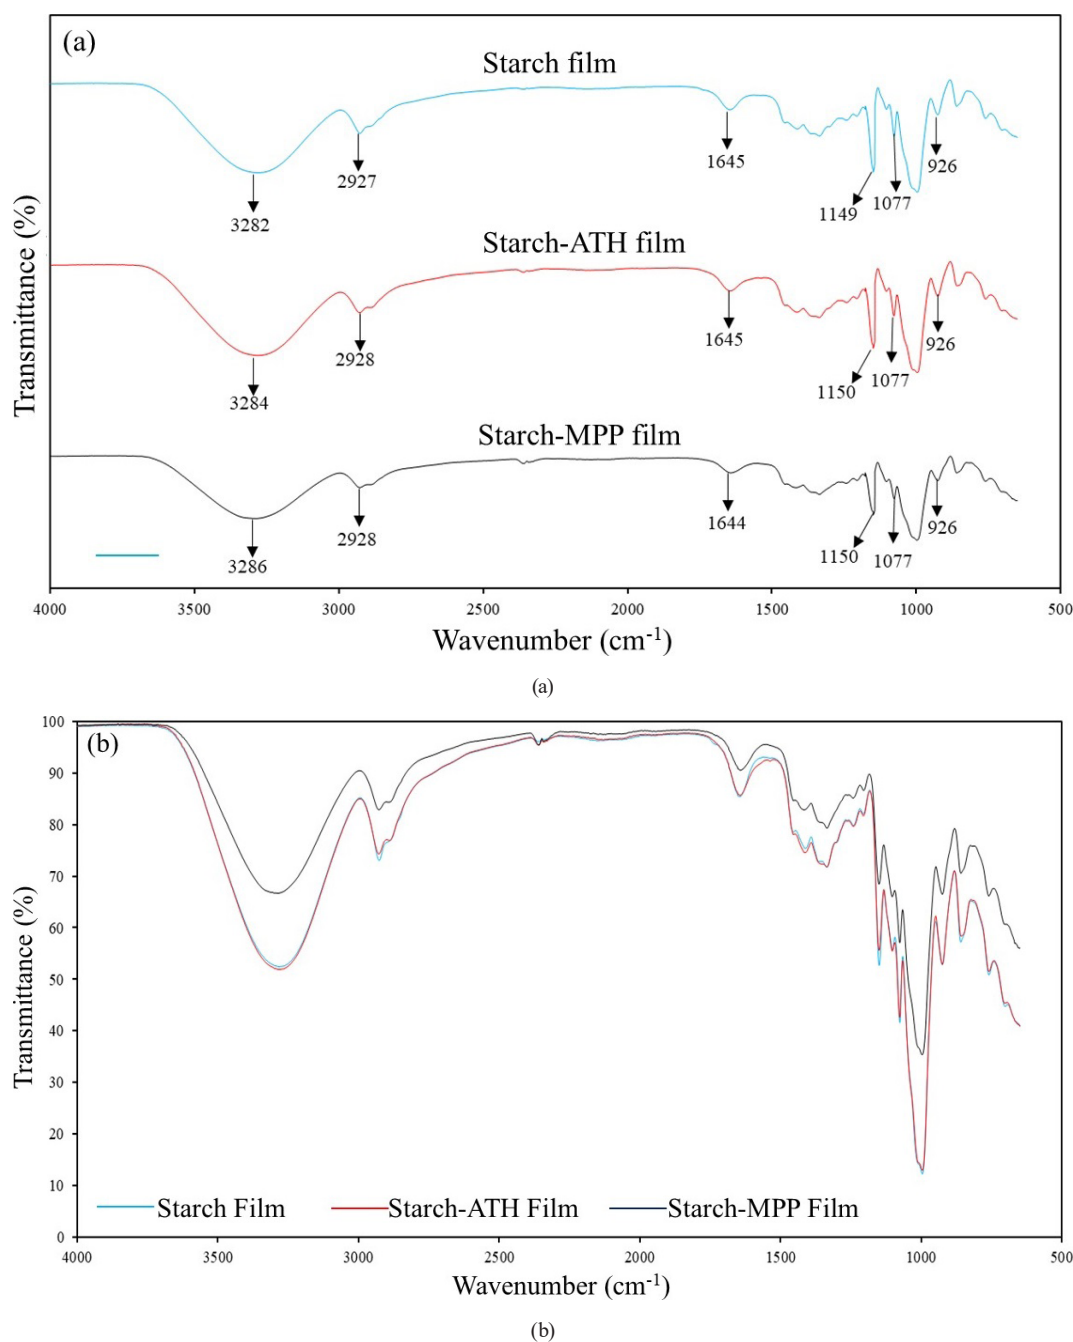 (a)
Starch film
3282
2927
1645
1149
1077
926
Starch-ATH film
3284
2928
1645
1150
1077
926
Starch-MPP film
3286
2928
1644
1150
1077
926
Transmittance (%)
4000 3500 3000 2500 2000 1500 1000 500
Wavenumber (cm⁻¹)
(a)
(b)
100
90
80
70
60
50
40
30
20
10
0
Transmittance (%)
Starch Film Starch-ATH Film Starch-MPP Film
4000 3500 3000 2500 2000 1500 1000 500
Wavenumber (cm⁻¹)
(b)